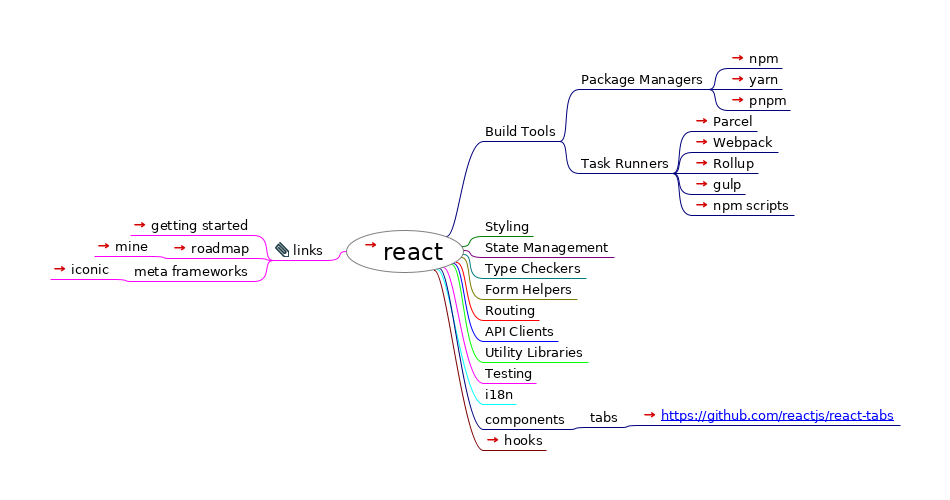 react
Build Tools
Package Managers
npm
yarn
pnpm
Task Runners
Parcel
Webpack
Rollup
gulp
npm scripts
Styling
State Management
Type Checkers
Form Helpers
Routing
API Clients
Utility Libraries
Testing
i18n
components
tabs
https://github.com/reactjs/react-tabs
hooks
links
getting started
roadmap
mine
meta frameworks
iconic